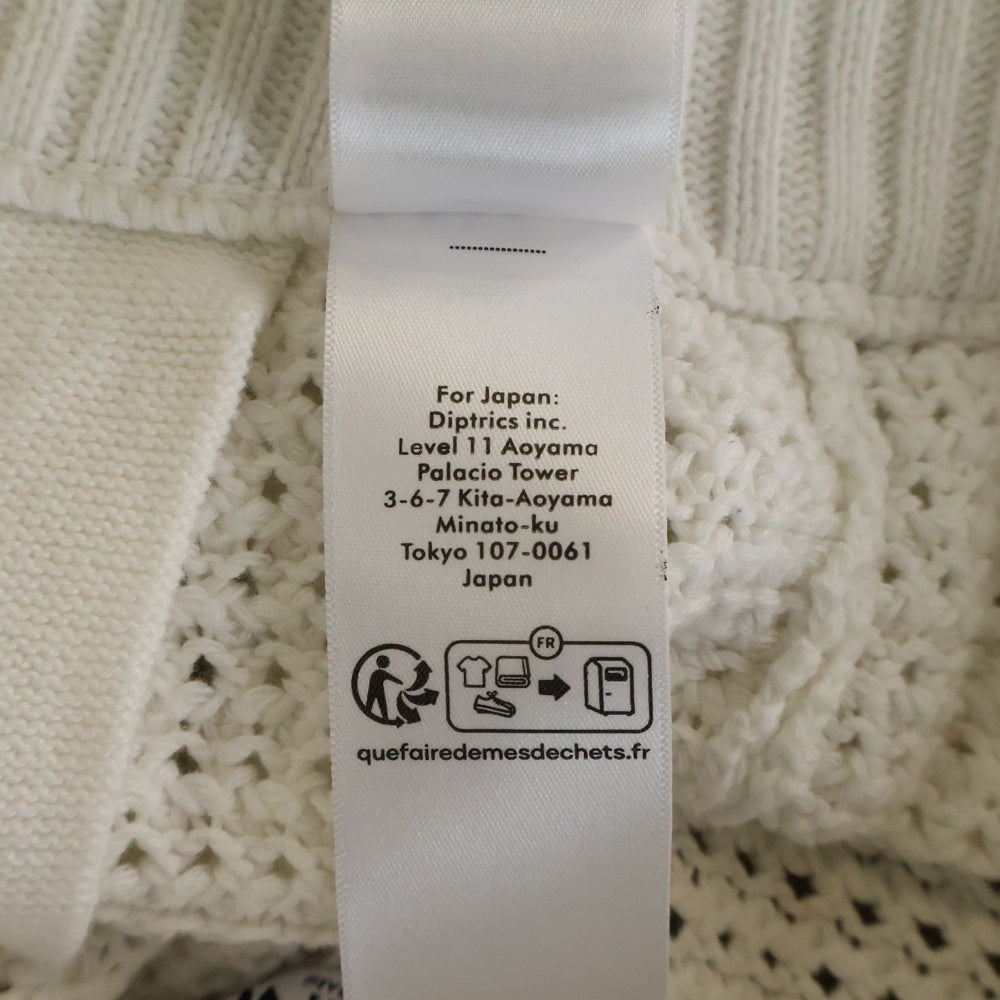 For Japan:
Diptrics inc.
Level 11 Aoyama
Palacio Tower
3-6-7 Kita-Aoyama
Minato-ku
Tokyo 107-0061
Japan
FR
quefairedemesdechets.fr